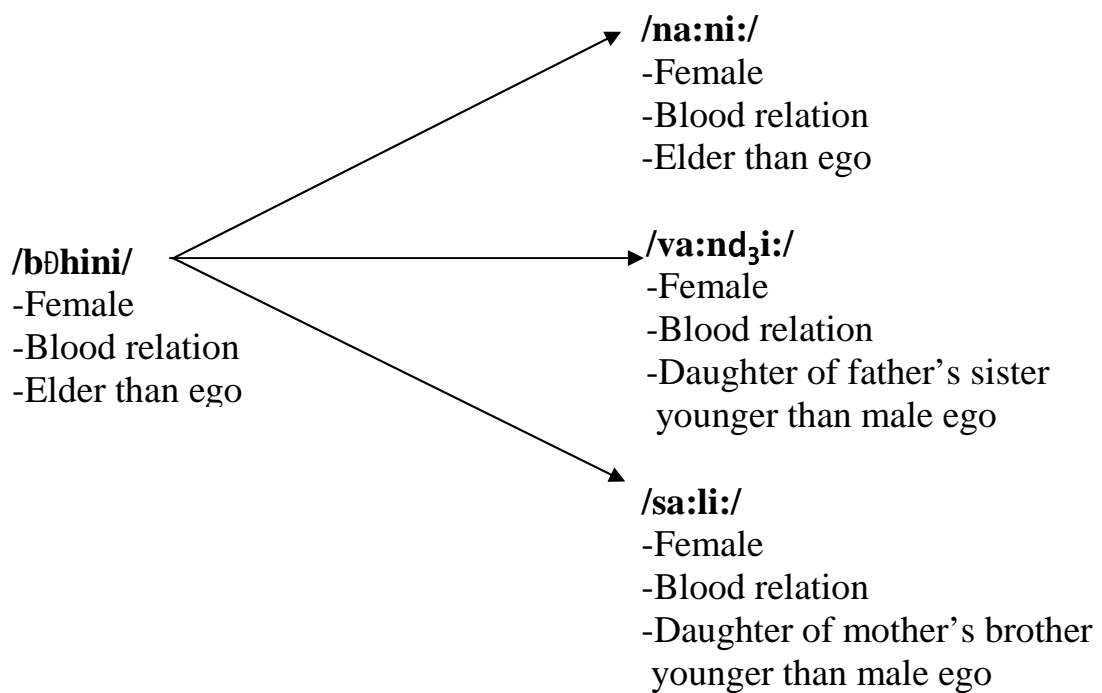 /bÐhini/
-Female
-Blood relation
-Elder than ego
/na:ni:/
-Female
-Blood relation
-Elder than ego
/va:ndʒi:/
-Female
-Blood relation
-Daughter of father’s sister
younger than male ego
/sa:li:/
-Female
-Blood relation
-Daughter of mother’s brother
younger than male ego